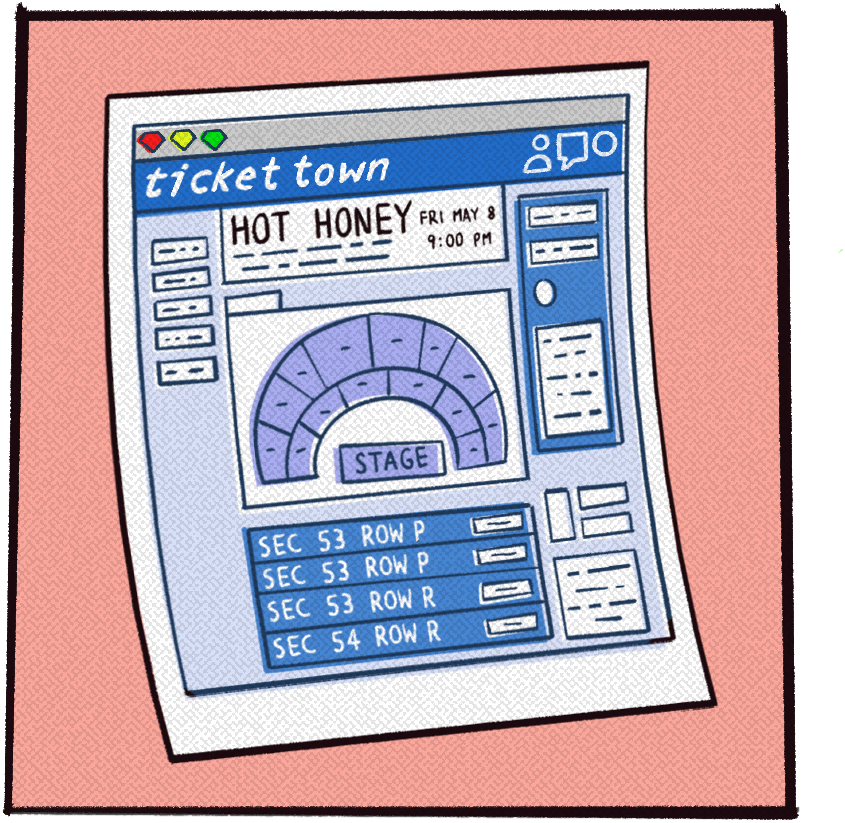 ticket town
HOT HONEY
FRI MAY 8
9:00 PM
STAGE
SEC 53 ROW P
SEC 53 ROW P
SEC 53 ROW R
SEC 54 ROW R